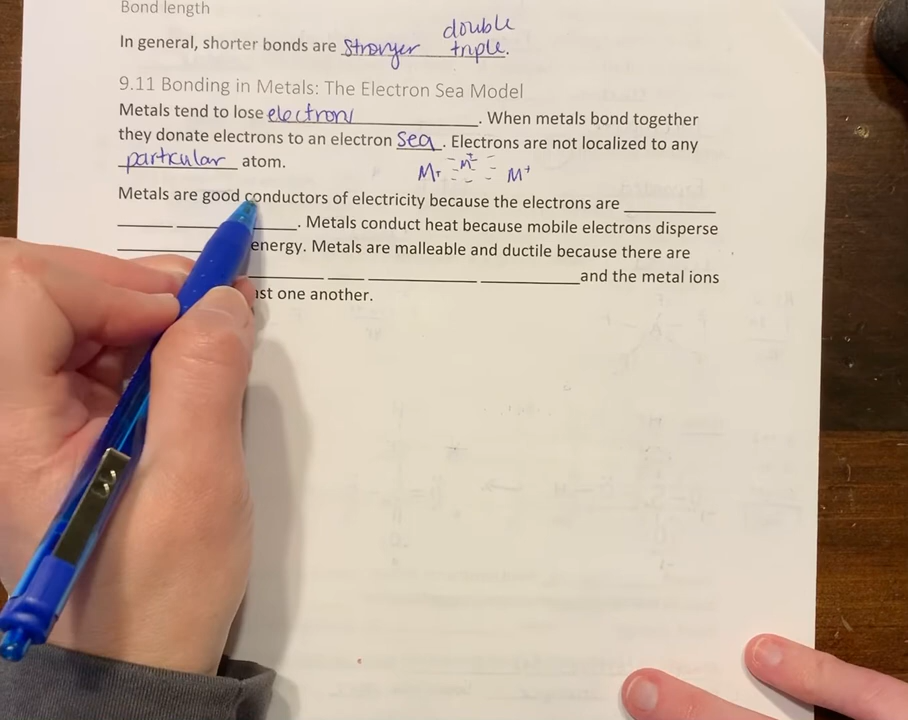 Bond length
double
In general, shorter bonds are stronger triple.
9.11 Bonding in Metals: The Electron Sea Model
Metals tend to lose electrons. When metals bond together
they donate electrons to an electron sea. Electrons are not localized to any
particular atom.
Metals are good conductors of electricity because the electrons are
. Metals conduct heat because mobile electrons disperse
energy. Metals are malleable and ductile because there are
and the metal ions
ast one another.